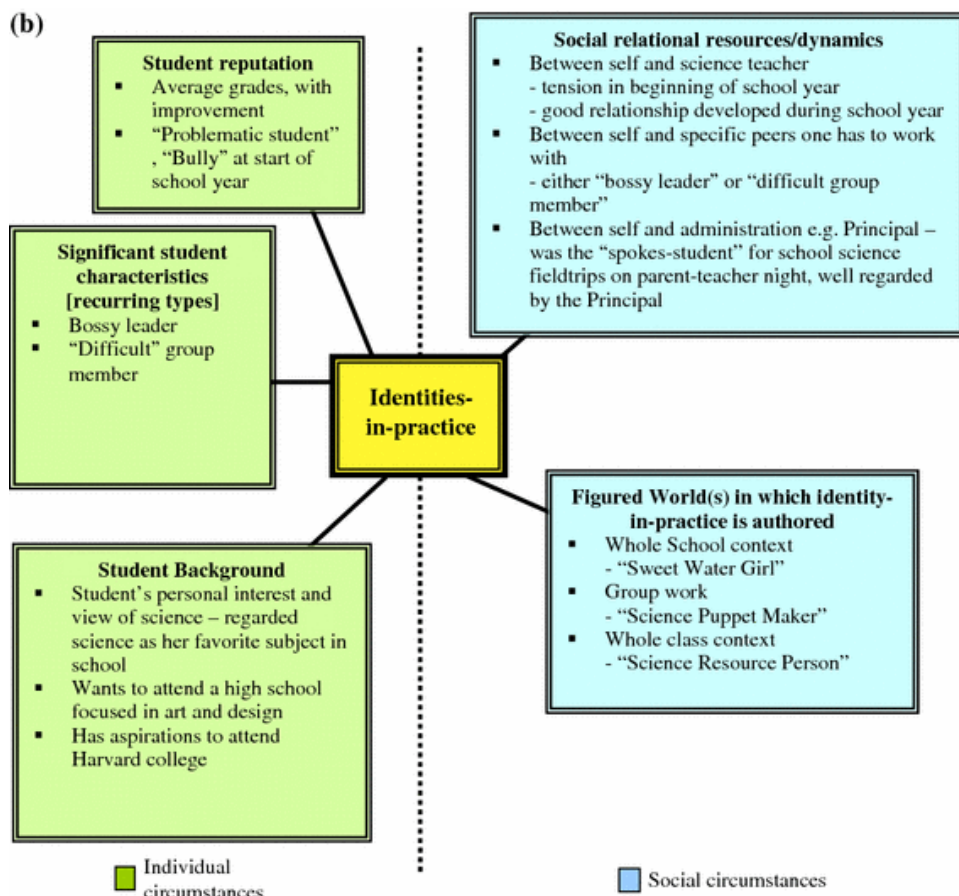 (b)
Student reputation
▪ Average grades, with
improvement
▪ “Problematic student”
, “Bully” at start of
school year
Significant student
characteristics
[recurring types]
▪ Bossy leader
▪ “Difficult” group
member
Student Background
▪ Student’s personal interest and
view of science – regarded
science as her favorite subject in
school
▪ Wants to attend a high school
focused in art and design
▪ Has aspirations to attend
Harvard college
Identities-
in-practice
Social relational resources/dynamics
▪ Between self and science teacher
- tension in beginning of school year
- good relationship developed during school year
▪ Between self and specific peers one has to work
with
- either “bossy leader” or “difficult group
member”
▪ Between self and administration e.g. Principal –
was the “spokes-student” for school science
fieldtrips on parent-teacher night, well regarded
by the Principal
Figured World(s) in which identity-
in-practice is authored
▪ Whole School context
- “Sweet Water Girl”
▪ Group work
- “Science Puppet Maker”
▪ Whole class context
- “Science Resource Person”
Individual
circumstances
Social circumstances